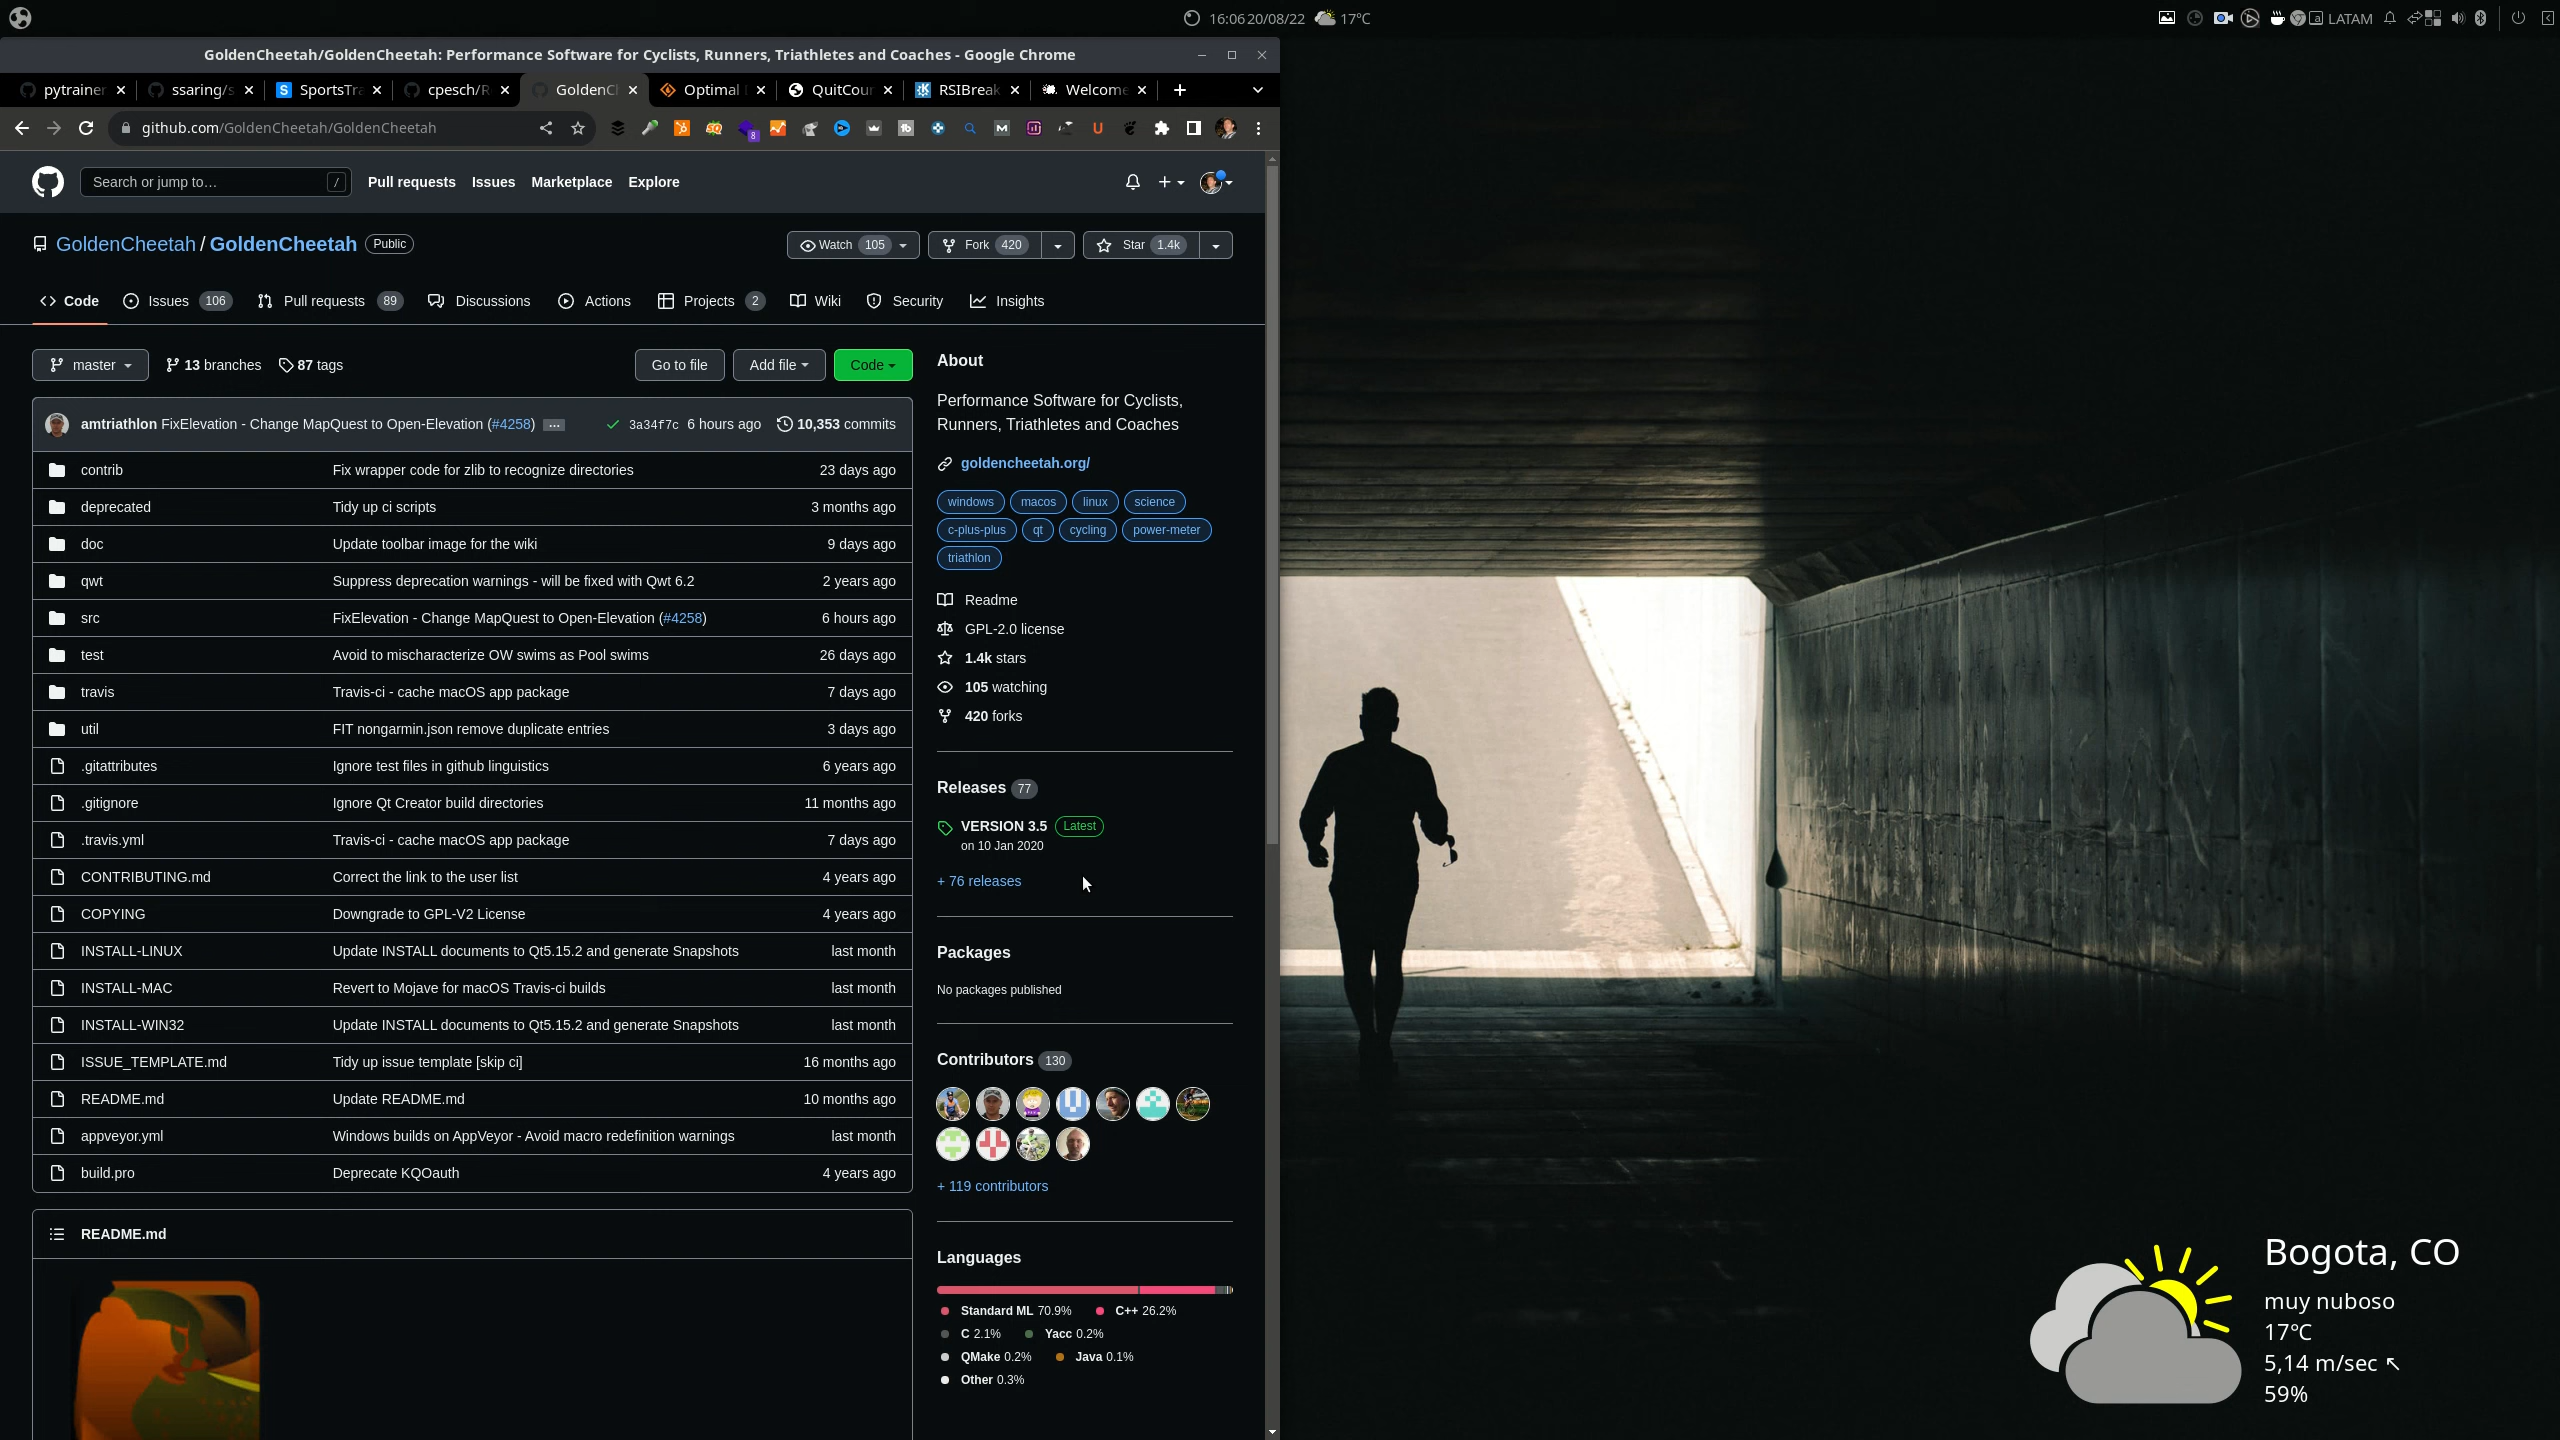 16:06 20/08/22 17°C
LATAM
GoldenCheetah/GoldenCheetah: Performance Software for Cyclists, Runners, Triathletes and Coaches - Google Chrome
pytrainer ssaring/s SportsTra cpesch/R GoldenCh Optimal QuitCour RSIBreak Welcome
github.com/GoldenCheetah/GoldenCheetah
8
Search or jump to… / Pull requests Issues Marketplace Explore
GoldenCheetah / GoldenCheetah Public
Watch 105 Fork 420 Star 1.4k
Code Issues 106 Pull requests 89 Discussions Actions Projects 2 Wiki Security Insights
master 13 branches 87 tags Go to file Add file Code
amtriathlon FixElevation - Change MapQuest to Open-Elevation (#4258) … 3a34f7c 6 hours ago 10,353 commits
contrib Fix wrapper code for zlib to recognize directories 23 days ago
deprecated Tidy up ci scripts 3 months ago
doc Update toolbar image for the wiki 9 days ago
qwt Suppress deprecation warnings - will be fixed with Qwt 6.2 2 years ago
src FixElevation - Change MapQuest to Open-Elevation (#4258) 6 hours ago
test Avoid to mischaracterize OW swims as Pool swims 26 days ago
travis Travis-ci - cache macOS app package 7 days ago
util FIT nongarmin.json remove duplicate entries 3 days ago
.gitattributes Ignore test files in github linguistics 6 years ago
.gitignore Ignore Qt Creator build directories 11 months ago
.travis.yml Travis-ci - cache macOS app package 7 days ago
CONTRIBUTING.md Correct the link to the user list 4 years ago
COPYING Downgrade to GPL-V2 License 4 years ago
INSTALL-LINUX Update INSTALL documents to Qt5.15.2 and generate Snapshots last month
INSTALL-MAC Revert to Mojave for macOS Travis-ci builds last month
INSTALL-WIN32 Update INSTALL documents to Qt5.15.2 and generate Snapshots last month
ISSUE_TEMPLATE.md Tidy up issue template [skip ci] 16 months ago
README.md Update README.md 10 months ago
appveyor.yml Windows builds on AppVeyor - Avoid macro redefinition warnings last month
build.pro Deprecate KQOauth 4 years ago
README.md
About
Performance Software for Cyclists,
Runners, Triathletes and Coaches
goldencheetah.org/
windows macos linux science
c-plus-plus qt cycling power-meter
triathlon
Readme
GPL-2.0 license
1.4k stars
105 watching
420 forks
Releases 77
VERSION 3.5 Latest
on 10 Jan 2020
+ 76 releases
Packages
No packages published
Contributors 130
+ 119 contributors
Languages
Standard ML 70.9% C++ 26.2%
C 2.1% Yacc 0.2%
QMake 0.2% Java 0.1%
Other 0.3%
Bogota, CO
muy nuboso
17°C
5,14 m/sec ↖
59%